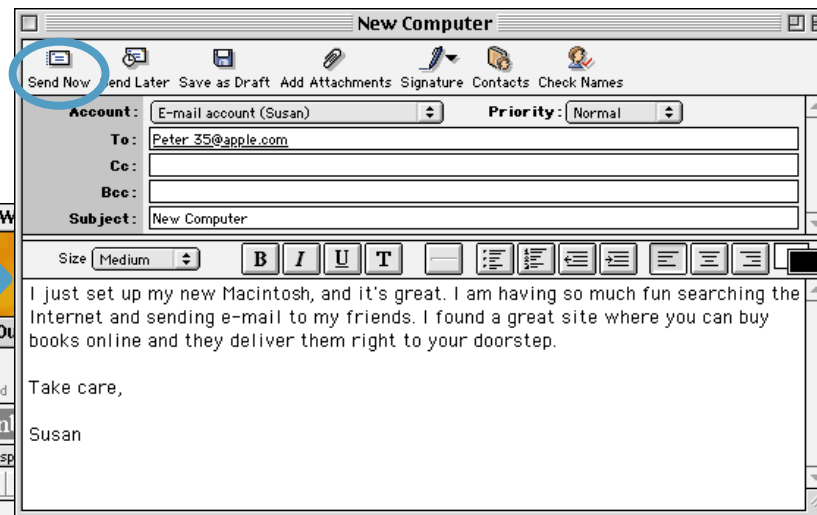 New Computer
Send Now Send Later Save as Draft Add Attachments Signature Contacts Check Names
Account: E-mail account (Susan) Priority: Normal
To: Peter 35@apple.com
Cc:
Bcc:
Subject: New Computer
Size Medium B I U T
I just set up my new Macintosh, and it's great. I am having so much fun searching the
Internet and sending e-mail to my friends. I found a great site where you can buy
books online and they deliver them right to your doorstep.
Take care,
Susan